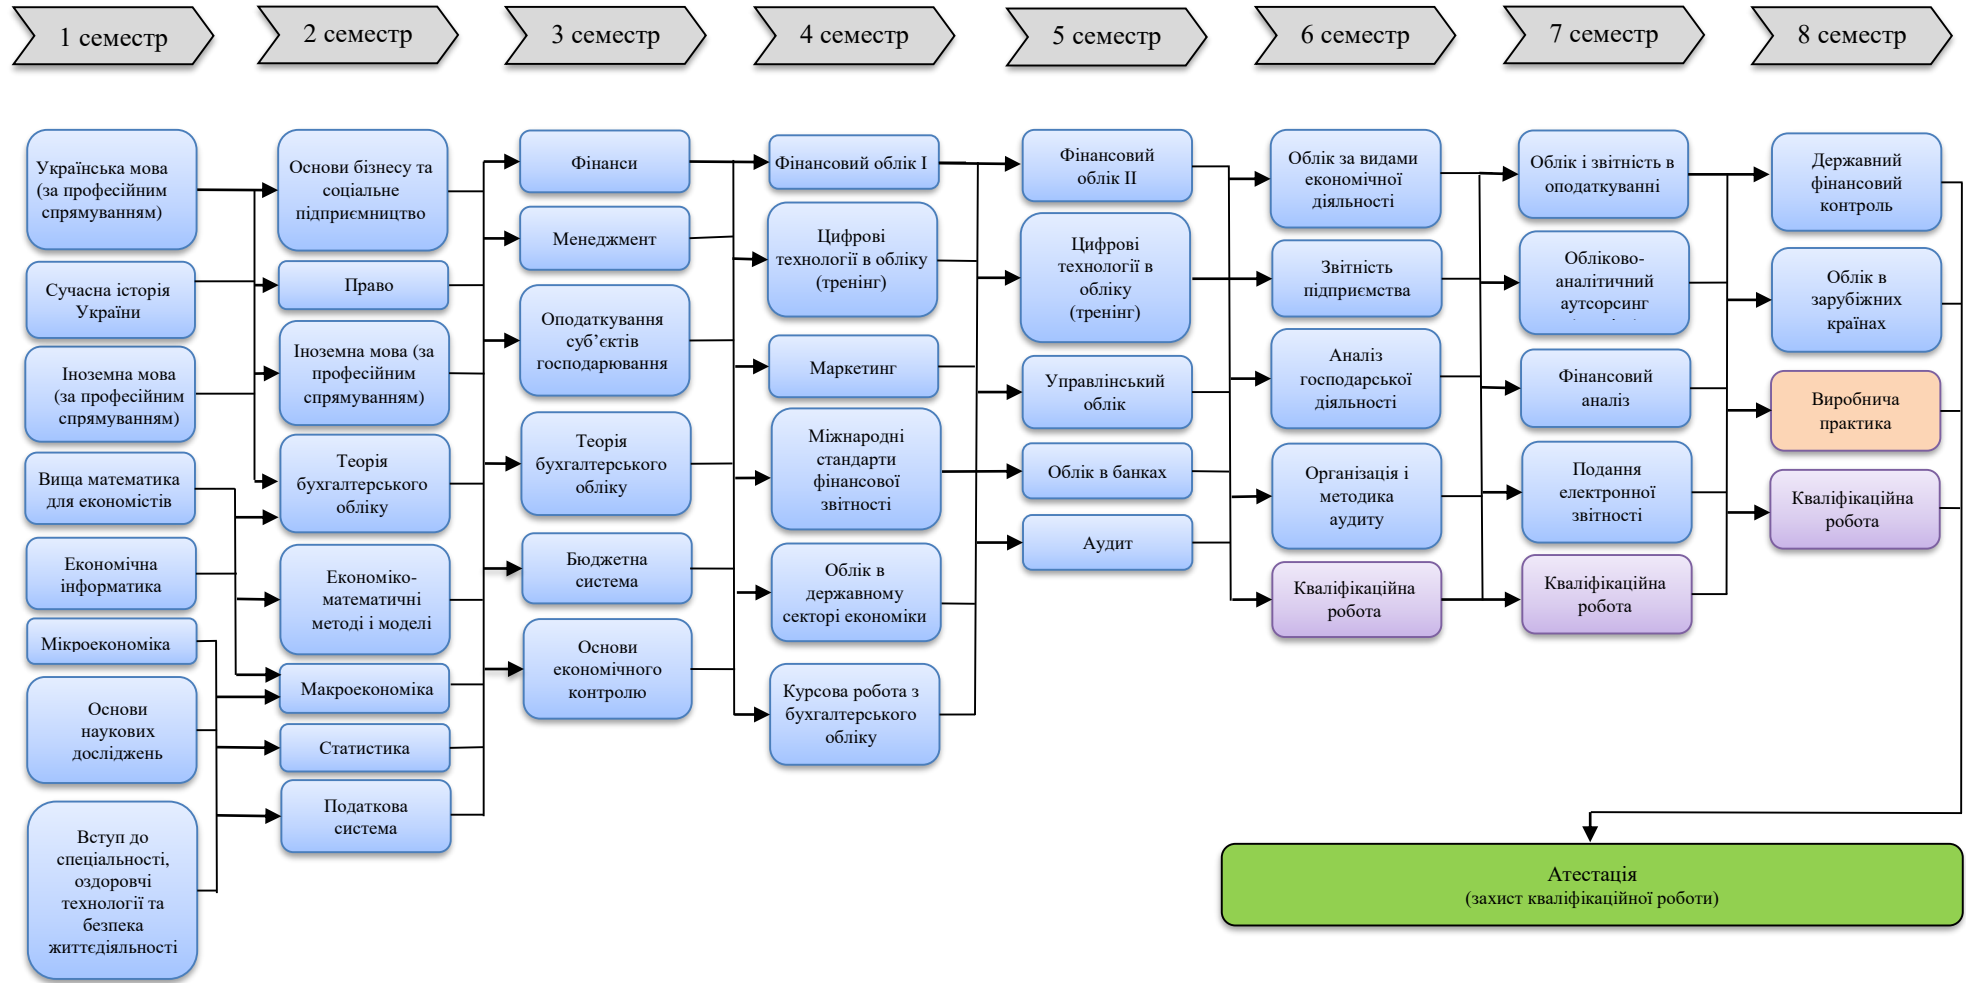 1 семестр
2 семестр
3 семестр
4 семестр
5 семестр
6 семестр
7 семестр
8 семестр
Українська мова
(за професійним
спрямуванням)
Сучасна історія
України
Іноземна мова
(за професійним
спрямуванням)
Вища математика
для економістів
Економічна
інформатика
Мікроекономіка
Основи
наукових
досліджень
Вступ до
спеціальності,
оздоровчі
технології та
безпека
життєдіяльності
Основи бізнесу та
соціальне
підприємництво
Право
Іноземна мова (за
професійним
спрямуванням)
Теорія
бухгалтерського
обліку
Економіко-
математичні
методі і моделі
Макроекономіка
Статистика
Податкова
система
Фінанси
Менеджмент
Оподаткування
суб’єктів
господарювання
Теорія
бухгалтерського
обліку
Бюджетна
система
Основи
економічного
контролю
Фінансовий облік І
Цифрові
технології в обліку
(тренінг)
Маркетинг
Міжнародні
стандарти
фінансової
звітності
Облік в
державному
секторі економіки
Курсова робота з
бухгалтерського
обліку
Фінансовий
облік ІІ
Цифрові
технології в
обліку
(тренінг)
Управлінський
облік
Облік в банках
Аудит
Облік за видами
економічної
діяльності
Звітність
підприємства
Аналіз
господарської
діяльності
Організація і
методика
аудиту
Кваліфікаційна
робота
Облік і звітність в
оподаткуванні
Обліково-
аналітичний
аутсорсинг
Фінансовий
аналіз
Подання
електронної
звітності
Кваліфікаційна
робота
Державний
фінансовий
контроль
Облік в
зарубіжних
країнах
Виробнича
практика
Кваліфікаційна
робота
Атестація
(захист кваліфікаційної роботи)